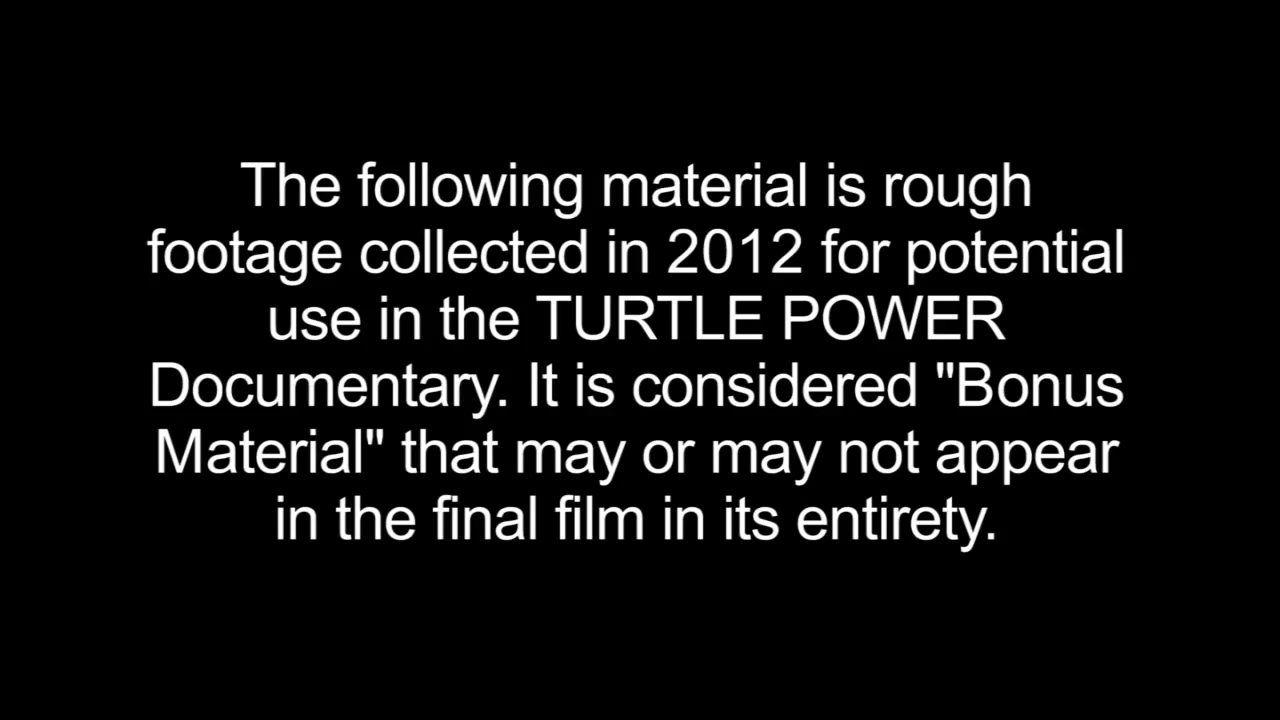 The following material is rough
footage collected in 2012 for potential
use in the TURTLE POWER
Documentary. It is considered "Bonus
Material" that may or may not appear
in the final film in its entirety.